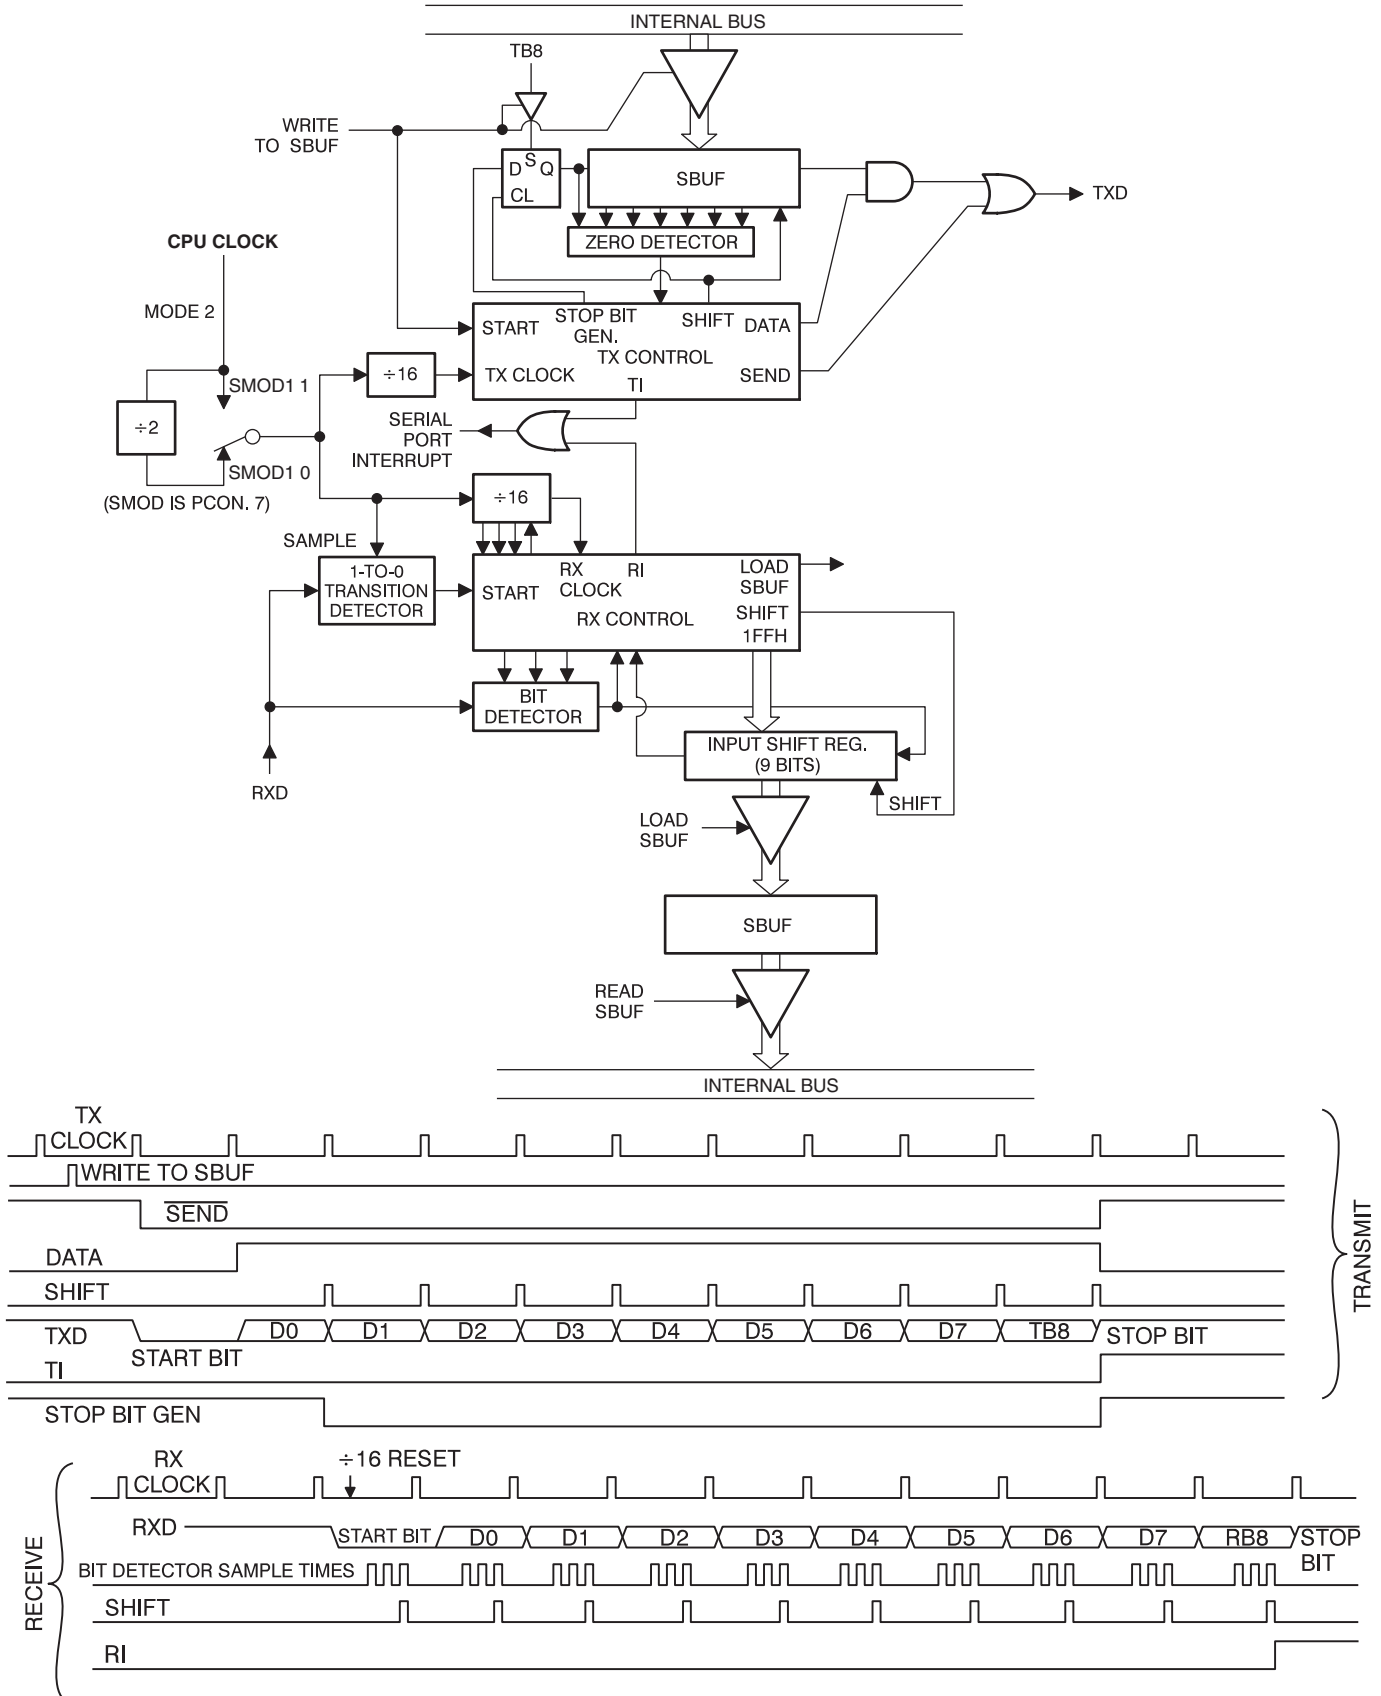 INTERNAL BUS
TB8
WRITE
TO SBUF
D S Q
CL
SBUF
TXD
ZERO DETECTOR
CPU CLOCK
MODE 2
SMOD1 1
÷2
SMOD1 0
(SMOD IS PCON. 7)
÷16
START
STOP BIT
GEN.
SHIFT
DATA
TX CONTROL
TX CLOCK
TI
SEND
SERIAL
PORT
INTERRUPT
÷16
SAMPLE
1-TO-0
TRANSITION
DETECTOR
START
RX
CLOCK
RI
LOAD
SBUF
SHIFT
RX CONTROL
1FFH
BIT
DETECTOR
INPUT SHIFT REG.
(9 BITS)
RXD
SHIFT
LOAD
SBUF
SBUF
READ
SBUF
INTERNAL BUS
TX
CLOCK
WRITE TO SBUF
SEND
DATA
SHIFT
TXD
START BIT
D0 D1 D2 D3 D4 D5 D6 D7 TB8
STOP BIT
TI
STOP BIT GEN
TRANSMIT
RX
CLOCK
÷16 RESET
RXD
START BIT
D0 D1 D2 D3 D4 D5 D6 D7 RB8
STOP
BIT
BIT DETECTOR SAMPLE TIMES
SHIFT
RI
RECEIVE